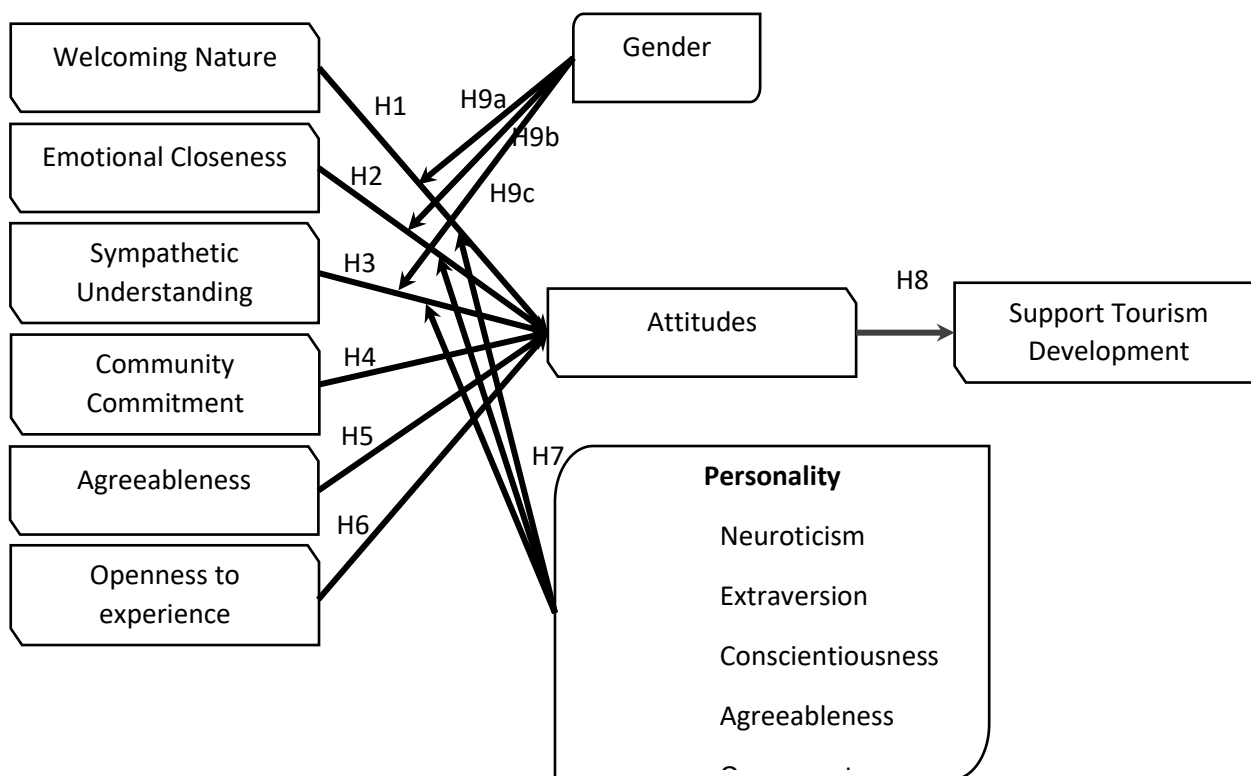 Welcoming Nature
Gender
H1
H9a
H9b
Emotional Closeness
H2
H9c
Sympathetic
Understanding
H3
H8
Attitudes
Support Tourism
Development
Community
Commitment
H4
H5
H7
Agreeableness
Personality
H6
Neuroticism
Openness to
experience
Extraversion
Conscientiousness
Agreeableness